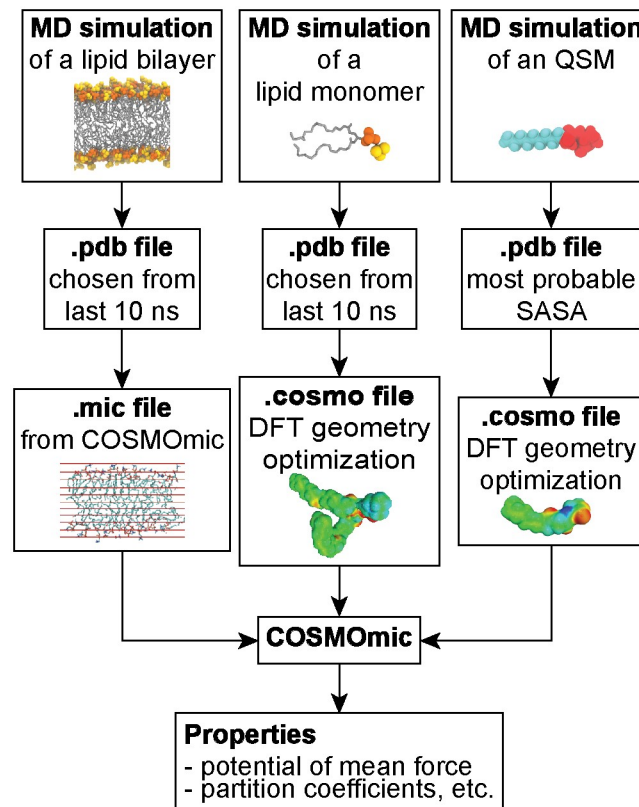 MD simulation
of a lipid bilayer
MD simulation
of a
lipid monomer
MD simulation
of an QSM
.pdb file
chosen from
last 10 ns
.pdb file
chosen from
last 10 ns
.pdb file
most probable
SASA
.mic file
from COSMOmic
.cosmo file
DFT geometry
optimization
.cosmo file
DFT geometry
optimization
COSMOmic
Properties
- potential of mean force
- partition coefficients, etc.